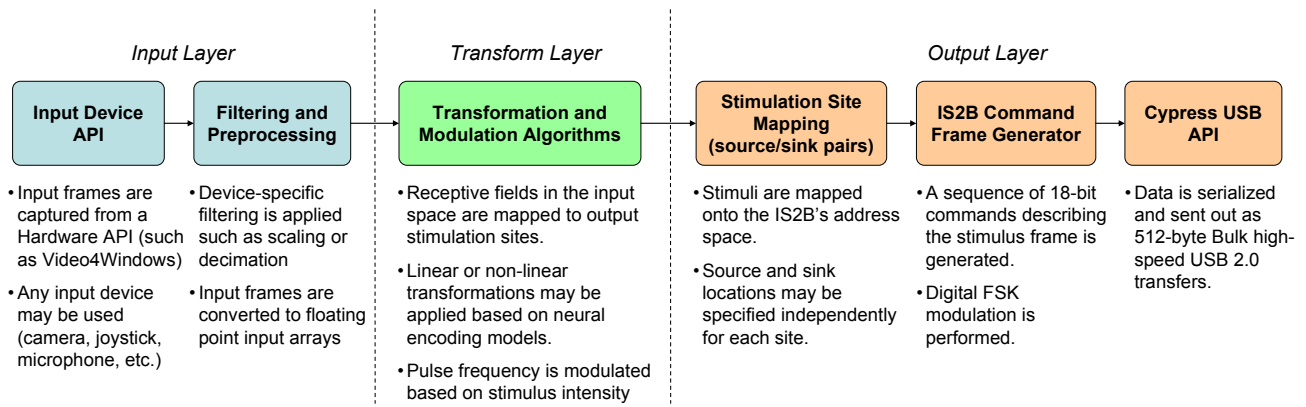 Input Layer
Transform Layer
Output Layer
Input Device
API
Filtering and
Preprocessing
Transformation and
Modulation Algorithms
Stimulation Site
Mapping
(source/sink pairs)
IS2B Command
Frame Generator
Cypress USB
API
• Input frames are
captured from a
Hardware API (such
as Video4Windows)
• Any input device
may be used
(camera, joystick,
microphone, etc.)
• Device-specific
filtering is applied
such as scaling or
decimation
• Input frames are
converted to floating
point input arrays
• Receptive fields in the input
space are mapped to output
stimulation sites.
• Linear or non-linear
transformations may be
applied based on neural
encoding models.
• Pulse frequency is modulated
based on stimulus intensity
• Stimuli are mapped
onto the IS2B's address
space.
• Source and sink
locations may be
specified independently
for each site.
• A sequence of 18-bit
commands describing
the stimulus frame is
generated.
• Digital FSK
modulation is
performed.
• Data is serialized
and sent out as
512-byte Bulk high-
speed USB 2.0
transfers.